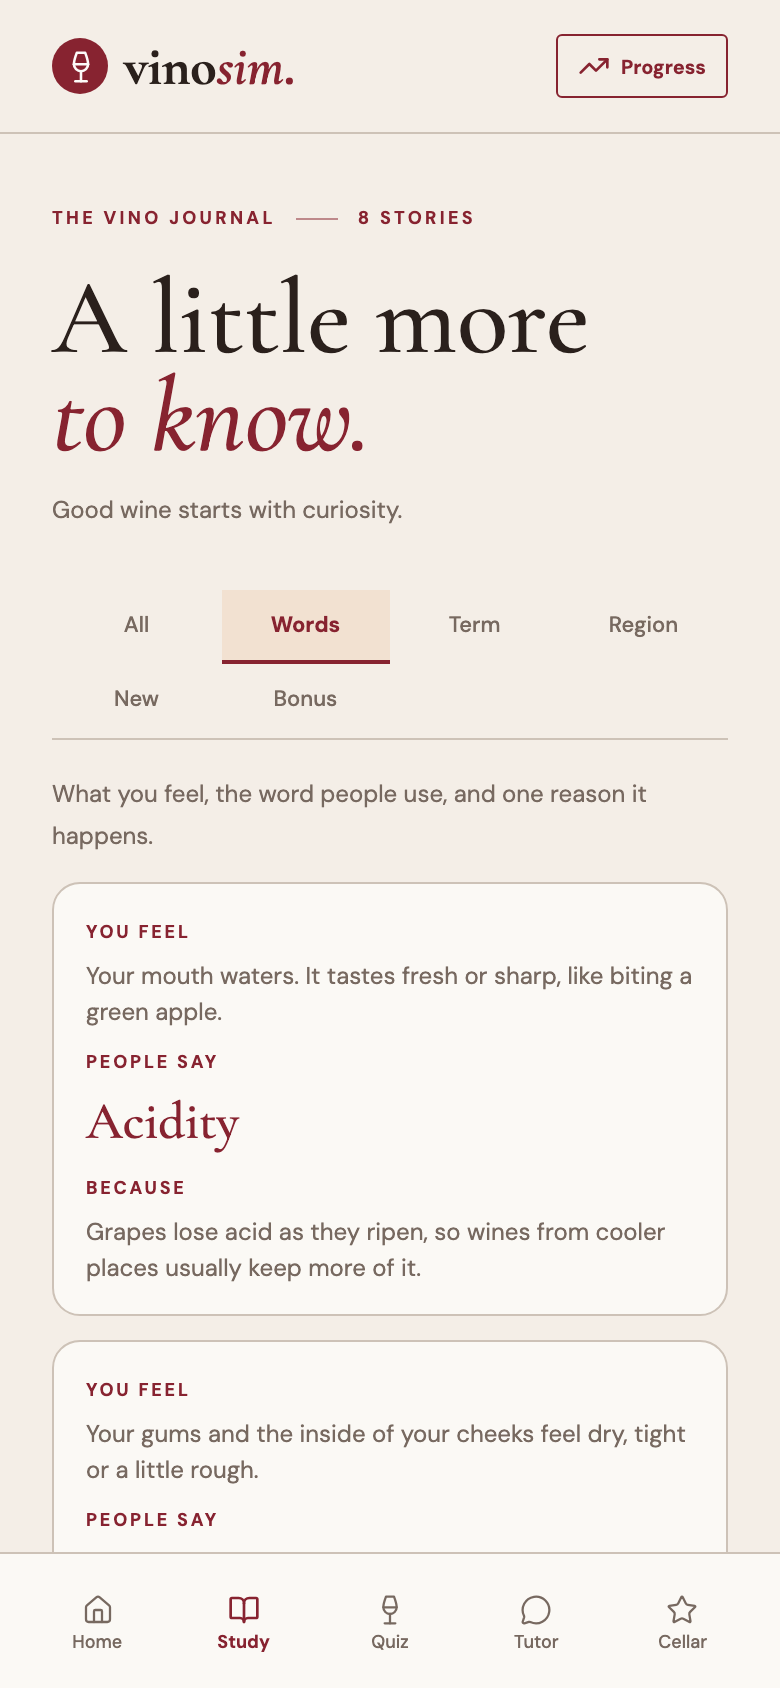 vinosim.
Progress
THE VINO JOURNAL
8 STORIES
A little more
to know.
Good wine starts with curiosity.
All
Words
Term
Region
New
Bonus
What you feel, the word people use, and one reason it
happens.
YOU FEEL
Your mouth waters. It tastes fresh or sharp, like biting a
green apple.
PEOPLE SAY
Acidity
BECAUSE
Grapes lose acid as they ripen, so wines from cooler
places usually keep more of it.
YOU FEEL
Your gums and the inside of your cheeks feel dry, tight
or a little rough.
PEOPLE SAY
Home
Study
Quiz
Tutor
Cellar